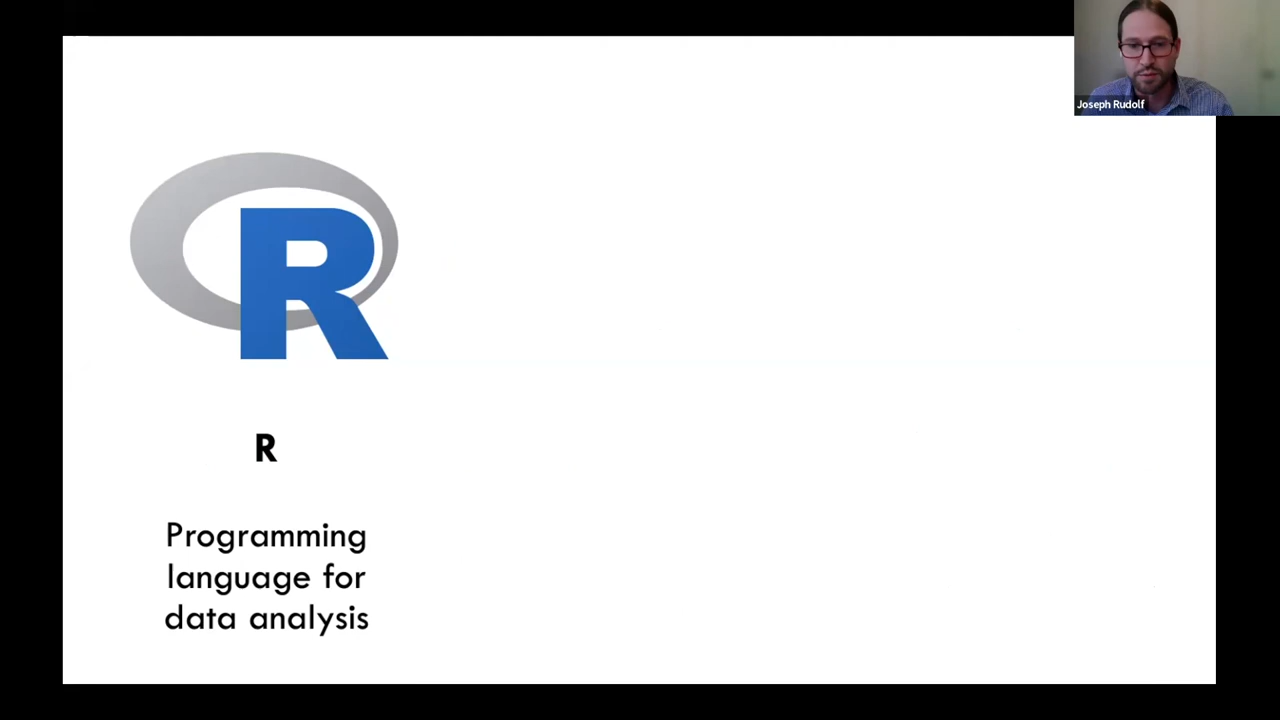 Joseph Rudolf
R
R
Programming
language for
data analysis